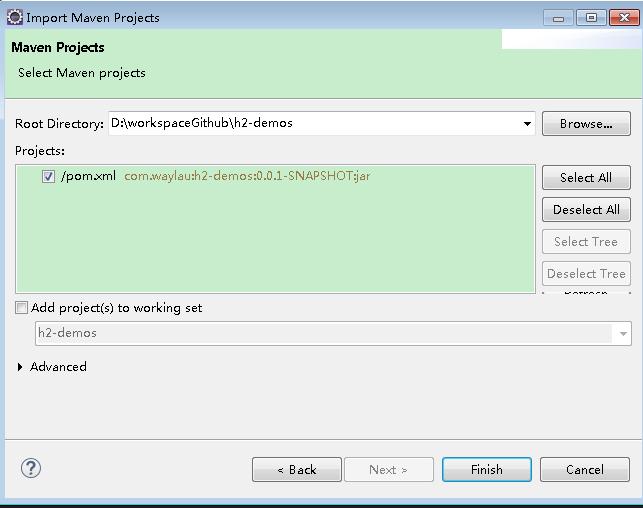 Import Maven Projects
Maven Projects
Select Maven projects
Root Directory: D:\workspaceGithub\h2-demos Browse...
Projects:
/pom.xml com.waylau:h2-demos:0.0.1-SNAPSHOT:jar
Select All
Deselect All
Select Tree
Deselect Tree
Add project(s) to working set
h2-demos
Advanced
< Back Next > Finish Cancel